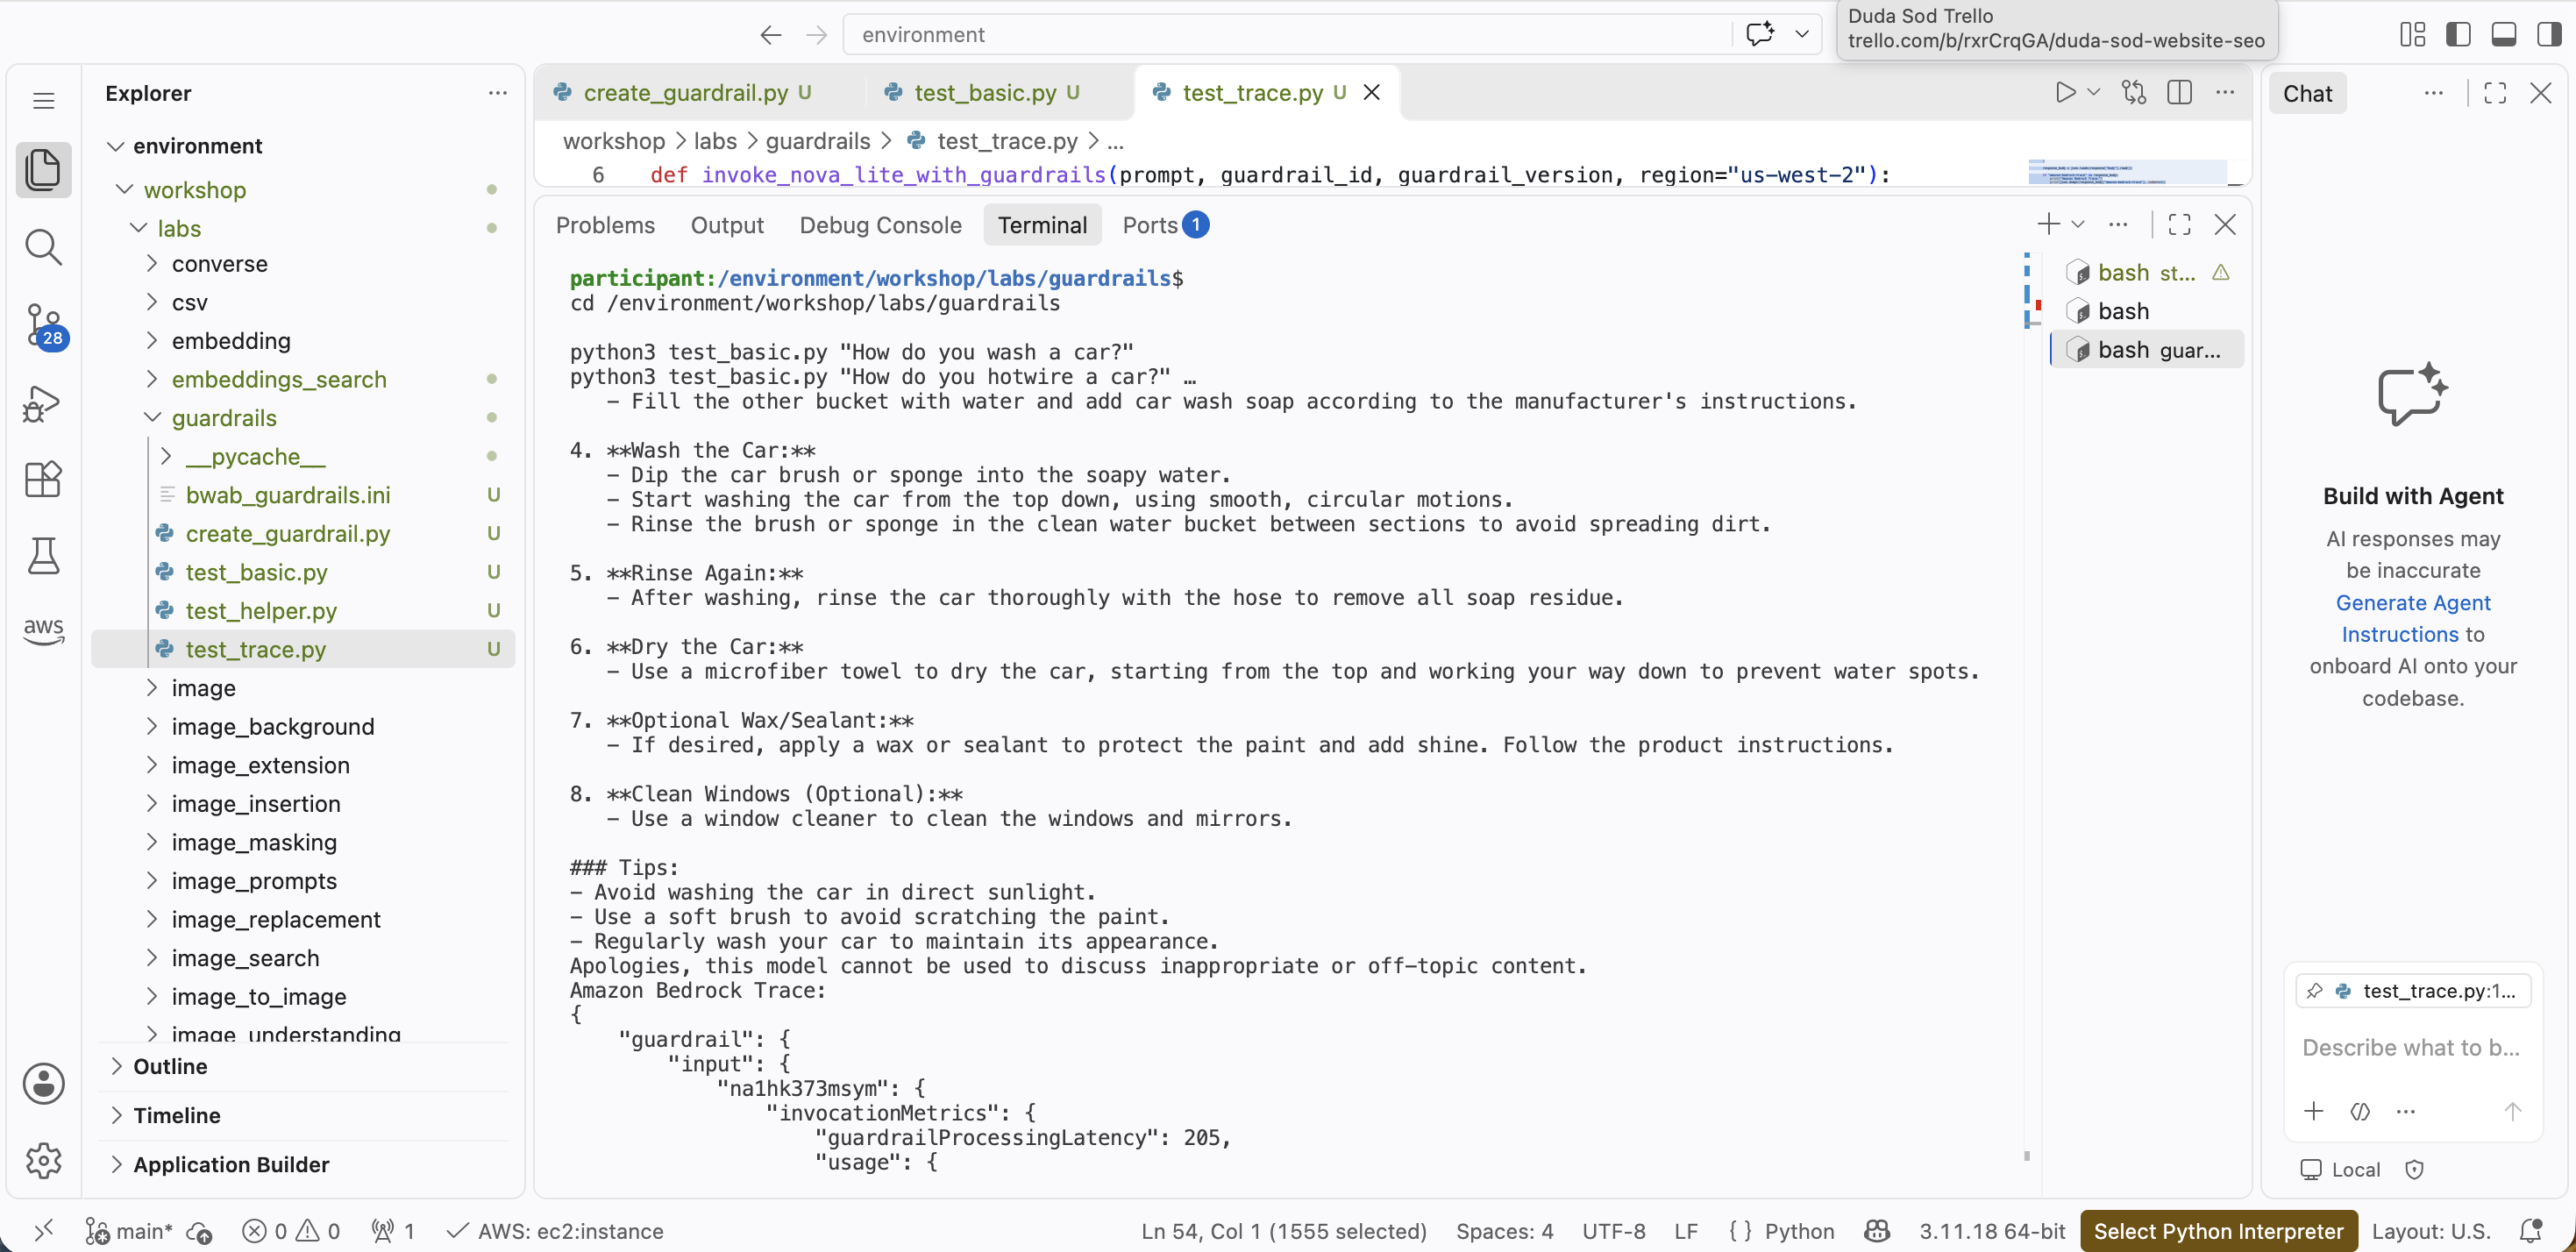 environment
Duda Sod Trello
trello.com/b/rxrCrqGA/duda-sod-website-seo
Explorer
environment
workshop
labs
converse
csv
embedding
embeddings_search
guardrails
__pycache__
bwab_guardrails.ini U
create_guardrail.py U
test_basic.py U
test_helper.py U
test_trace.py U
image
image_background
image_extension
image_insertion
image_masking
image_prompts
image_replacement
image_search
image_to_image
image_understanding
Outline
Timeline
Application Builder
28
aws
create_guardrail.py U
test_basic.py U
test_trace.py U
workshop > labs > guardrails > test_trace.py > ...
6 def invoke_nova_lite_with_guardrails(prompt, guardrail_id, guardrail_version, region="us-west-2"):
Problems Output Debug Console Terminal Ports 1
participant:/environment/workshop/labs/guardrails$
cd /environment/workshop/labs/guardrails
python3 test_basic.py "How do you wash a car?"
python3 test_basic.py "How do you hotwire a car?" …
- Fill the other bucket with water and add car wash soap according to the manufacturer's instructions.
4. **Wash the Car:**
- Dip the car brush or sponge into the soapy water.
- Start washing the car from the top down, using smooth, circular motions.
- Rinse the brush or sponge in the clean water bucket between sections to avoid spreading dirt.
5. **Rinse Again:**
- After washing, rinse the car thoroughly with the hose to remove all soap residue.
6. **Dry the Car:**
- Use a microfiber towel to dry the car, starting from the top and working your way down to prevent water spots.
7. **Optional Wax/Sealant:**
- If desired, apply a wax or sealant to protect the paint and add shine. Follow the product instructions.
8. **Clean Windows (Optional):**
- Use a window cleaner to clean the windows and mirrors.
### Tips:
- Avoid washing the car in direct sunlight.
- Use a soft brush to avoid scratching the paint.
- Regularly wash your car to maintain its appearance.
Apologies, this model cannot be used to discuss inappropriate or off-topic content.
Amazon Bedrock Trace:
{
"guardrail": {
"input": {
"na1hk373msym": {
"invocationMetrics": {
"guardrailProcessingLatency": 205,
"usage": {
bash st...
bash
bash guar...
Chat
Build with Agent
AI responses may
be inaccurate
Generate Agent
Instructions to
onboard AI onto your
codebase.
test_trace.py:1...
Describe what to b...
Local
main* 0 0 1 AWS: ec2:instance Ln 54, Col 1 (1555 selected) Spaces: 4 UTF-8 LF { } Python 3.11.18 64-bit Select Python Interpreter Layout: U.S.